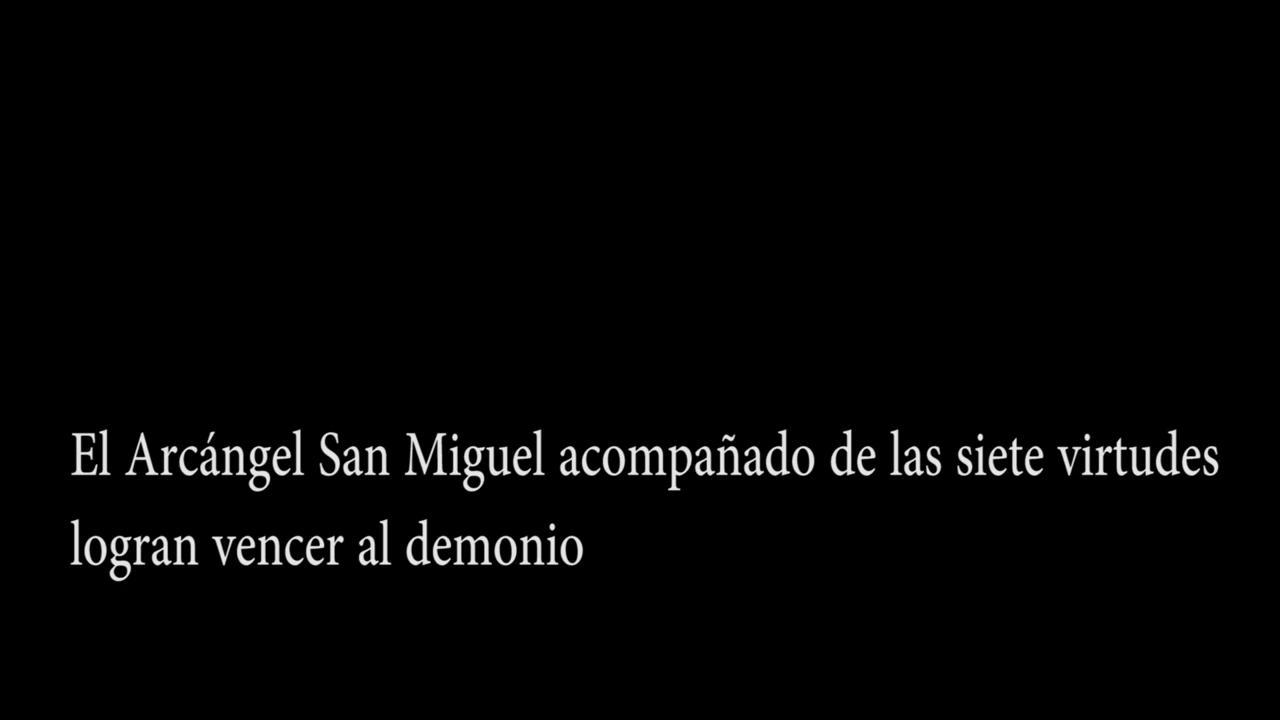 El Arcángel San Miguel acompañado de las siete virtudes
logran vencer al demonio